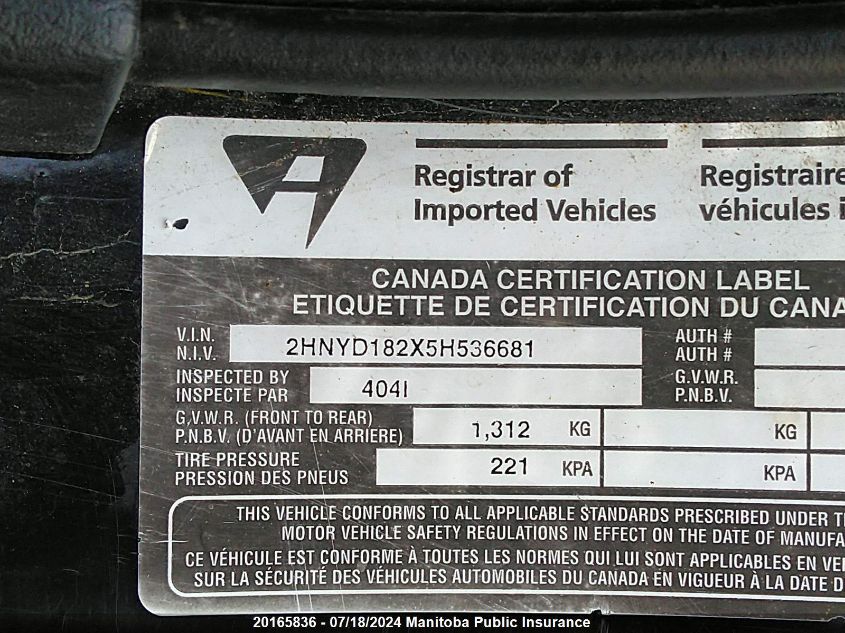 Registrar of
Imported Vehicles
Registraire
véhicules i
CANADA CERTIFICATION LABEL
ETIQUETTE DE CERTIFICATION DU CANA
V.I.N.
N.I.V.
2HNYD182X5H536681
AUTH #
AUTH #
INSPECTED BY
INSPECTE PAR
404I
G.V.W.R.
P.N.B.V.
G.V.W.R. (FRONT TO REAR)
P.N.B.V. (D'AVANT EN ARRIERE)
1,312 KG
KG
TIRE PRESSURE
PRESSION DES PNEUS
221 KPA
KPA
THIS VEHICLE CONFORMS TO ALL APPLICABLE STANDARDS PRESCRIBED UNDER THE
MOTOR VEHICLE SAFETY REGULATIONS IN EFFECT ON THE DATE OF MANUFA
CE VÉHICULE EST CONFORME À TOUTES LES NORMES QUI LUI SONT APPLICABLES EN VE
SUR LA SÉCURITÉ DES VÉHICULES AUTOMOBILES DU CANADA EN VIGUEUR À LA DATE D
20165836 - 07/18/2024 Manitoba Public Insurance